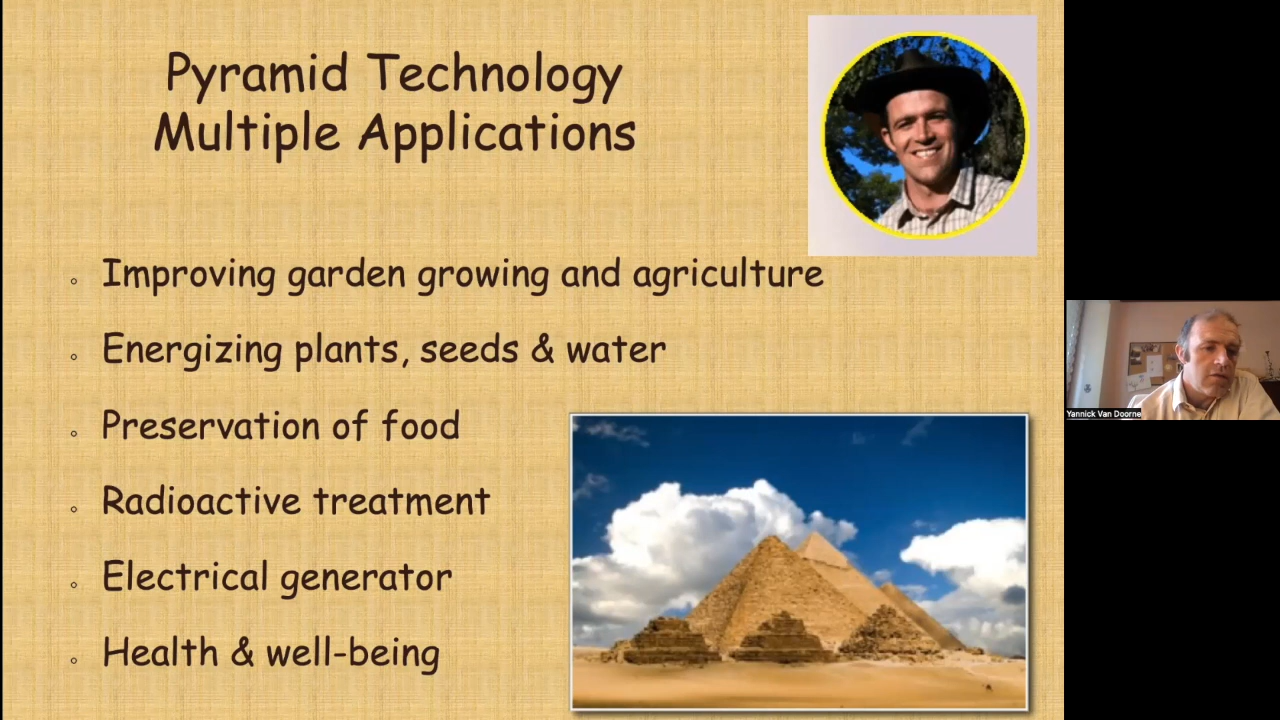 Pyramid Technology
Multiple Applications
Improving garden growing and agriculture
Energizing plants, seeds & water
Preservation of food
Radioactive treatment
Electrical generator
Health & well-being
Yannick Van Doorne